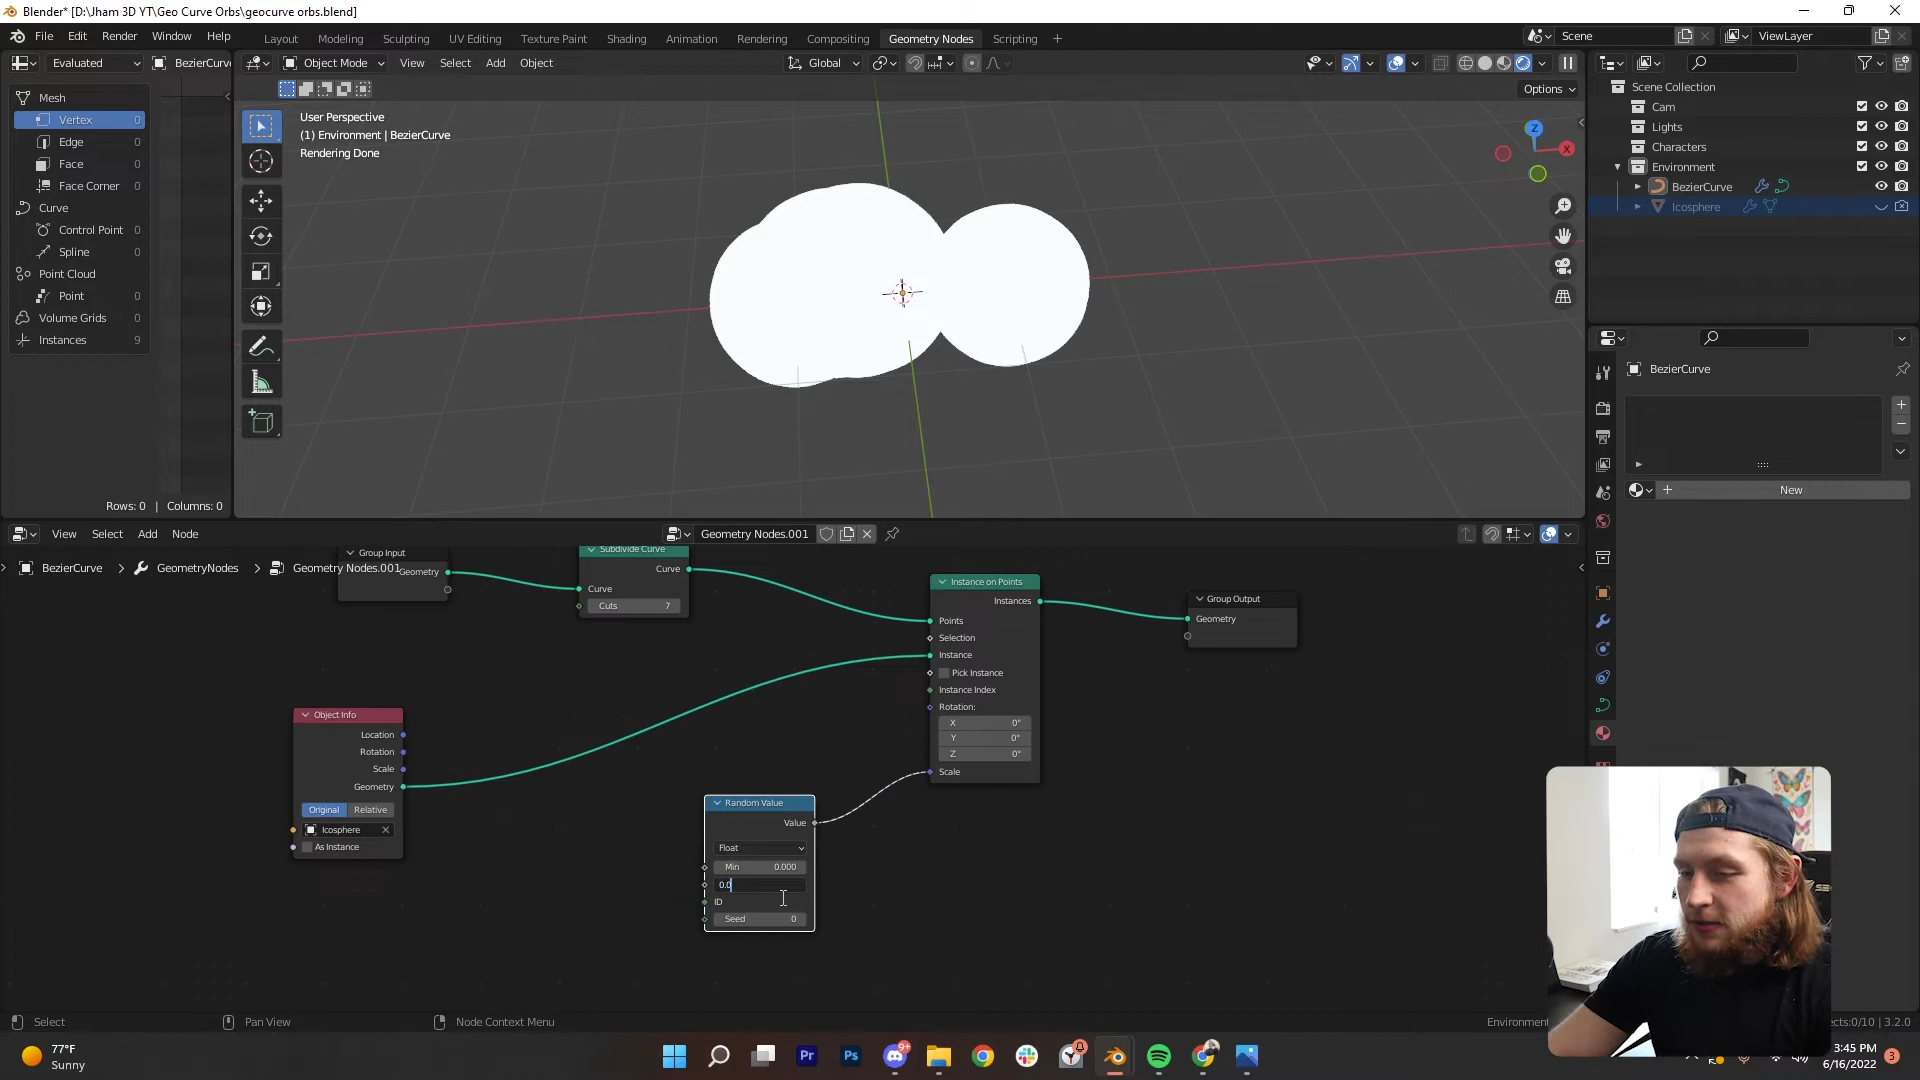 Blender* [D:\Jham 3D YT\Geo Curve Orbs\geocurve orbs.blend]
File Edit Render Window Help
Layout Modeling Sculpting UV Editing Texture Paint Shading Animation Rendering Compositing Geometry Nodes Scripting +
Scene ViewLayer
Evaluated BezierCurve
Object Mode View Select Add Object Global
Options
Mesh
Vertex 0
Edge 0
Face 0
Face Corner 0
Curve
Control Point 0
Spline 0
Point Cloud
Point 0
Volume Grids 0
Instances 9
Rows: 0 | Columns: 0
User Perspective
(1) Environment | BezierCurve
Rendering Done
Z
X
Scene Collection
Cam
Lights
Characters
Environment
BezierCurve
Icosphere
BezierCurve
New
View Select Add Node Geometry Nodes.001
BezierCurve > GeometryNodes > Geometry Nodes.001
Group Input
Geometry
Subdivide Curve
Curve
Curve
Cuts 7
Instance on Points
Instances
Points
Selection
Instance
Pick Instance
Instance Index
Rotation:
X 0°
Y 0°
Z 0°
Scale
Group Output
Geometry
Object Info
Location
Rotation
Scale
Geometry
Original Relative
Icosphere
As Instance
Random Value
Value
Float
Min 0.000
0.0
ID
Seed 0
Select Pan View Node Context Menu
Environment
ects:0/10 | 3.2.0
77°F
Sunny
Pr Ps 9+
3:45 PM
6/16/2022
3